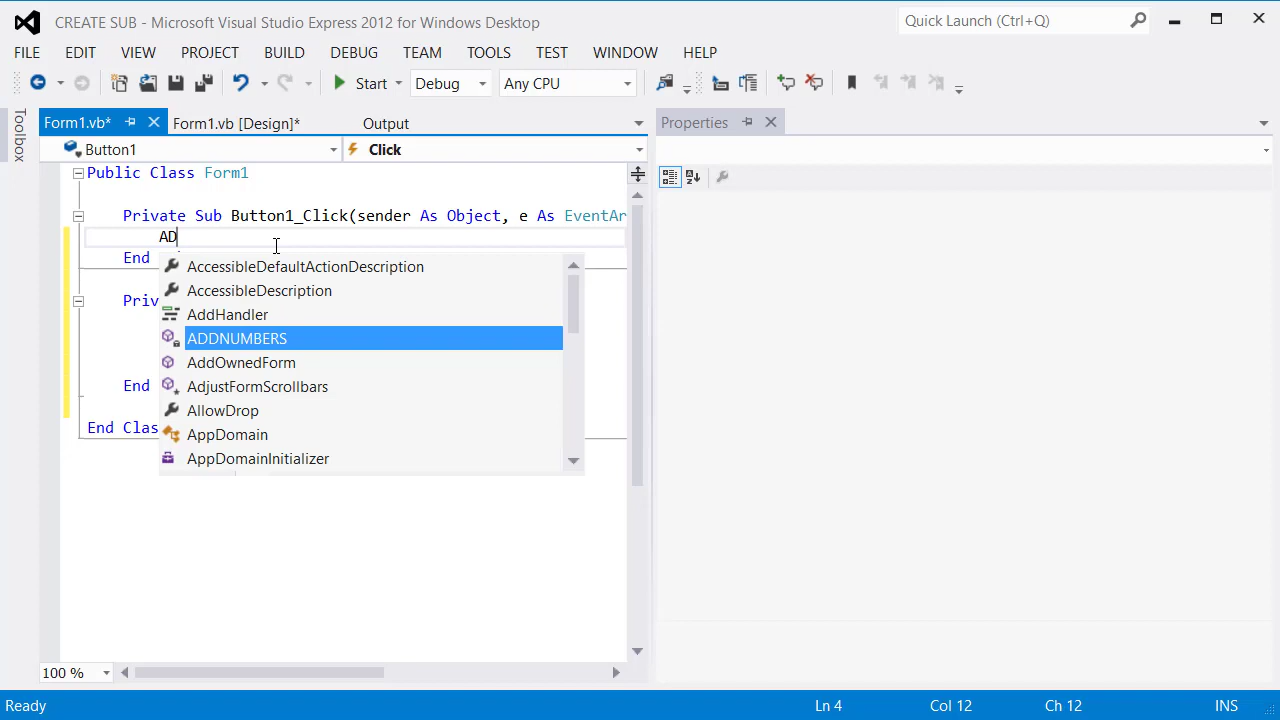 CREATE SUB - Microsoft Visual Studio Express 2012 for Windows Desktop
Quick Launch (Ctrl+Q)
FILE EDIT VIEW PROJECT BUILD DEBUG TEAM TOOLS TEST WINDOW HELP
Start Debug Any CPU
Toolbox
Form1.vb* Form1.vb [Design]* Output
Properties
Button1 Click
Public Class Form1
Private Sub Button1_Click(sender As Object, e As EventAr
AD
End
AccessibleDefaultActionDescription
AccessibleDescription
Priv
AddHandler
ADDNUMBERS
AddOwnedForm
End
AdjustFormScrollbars
AllowDrop
End Clas
AppDomain
AppDomainInitializer
100 %
Ready Ln 4 Col 12 Ch 12 INS